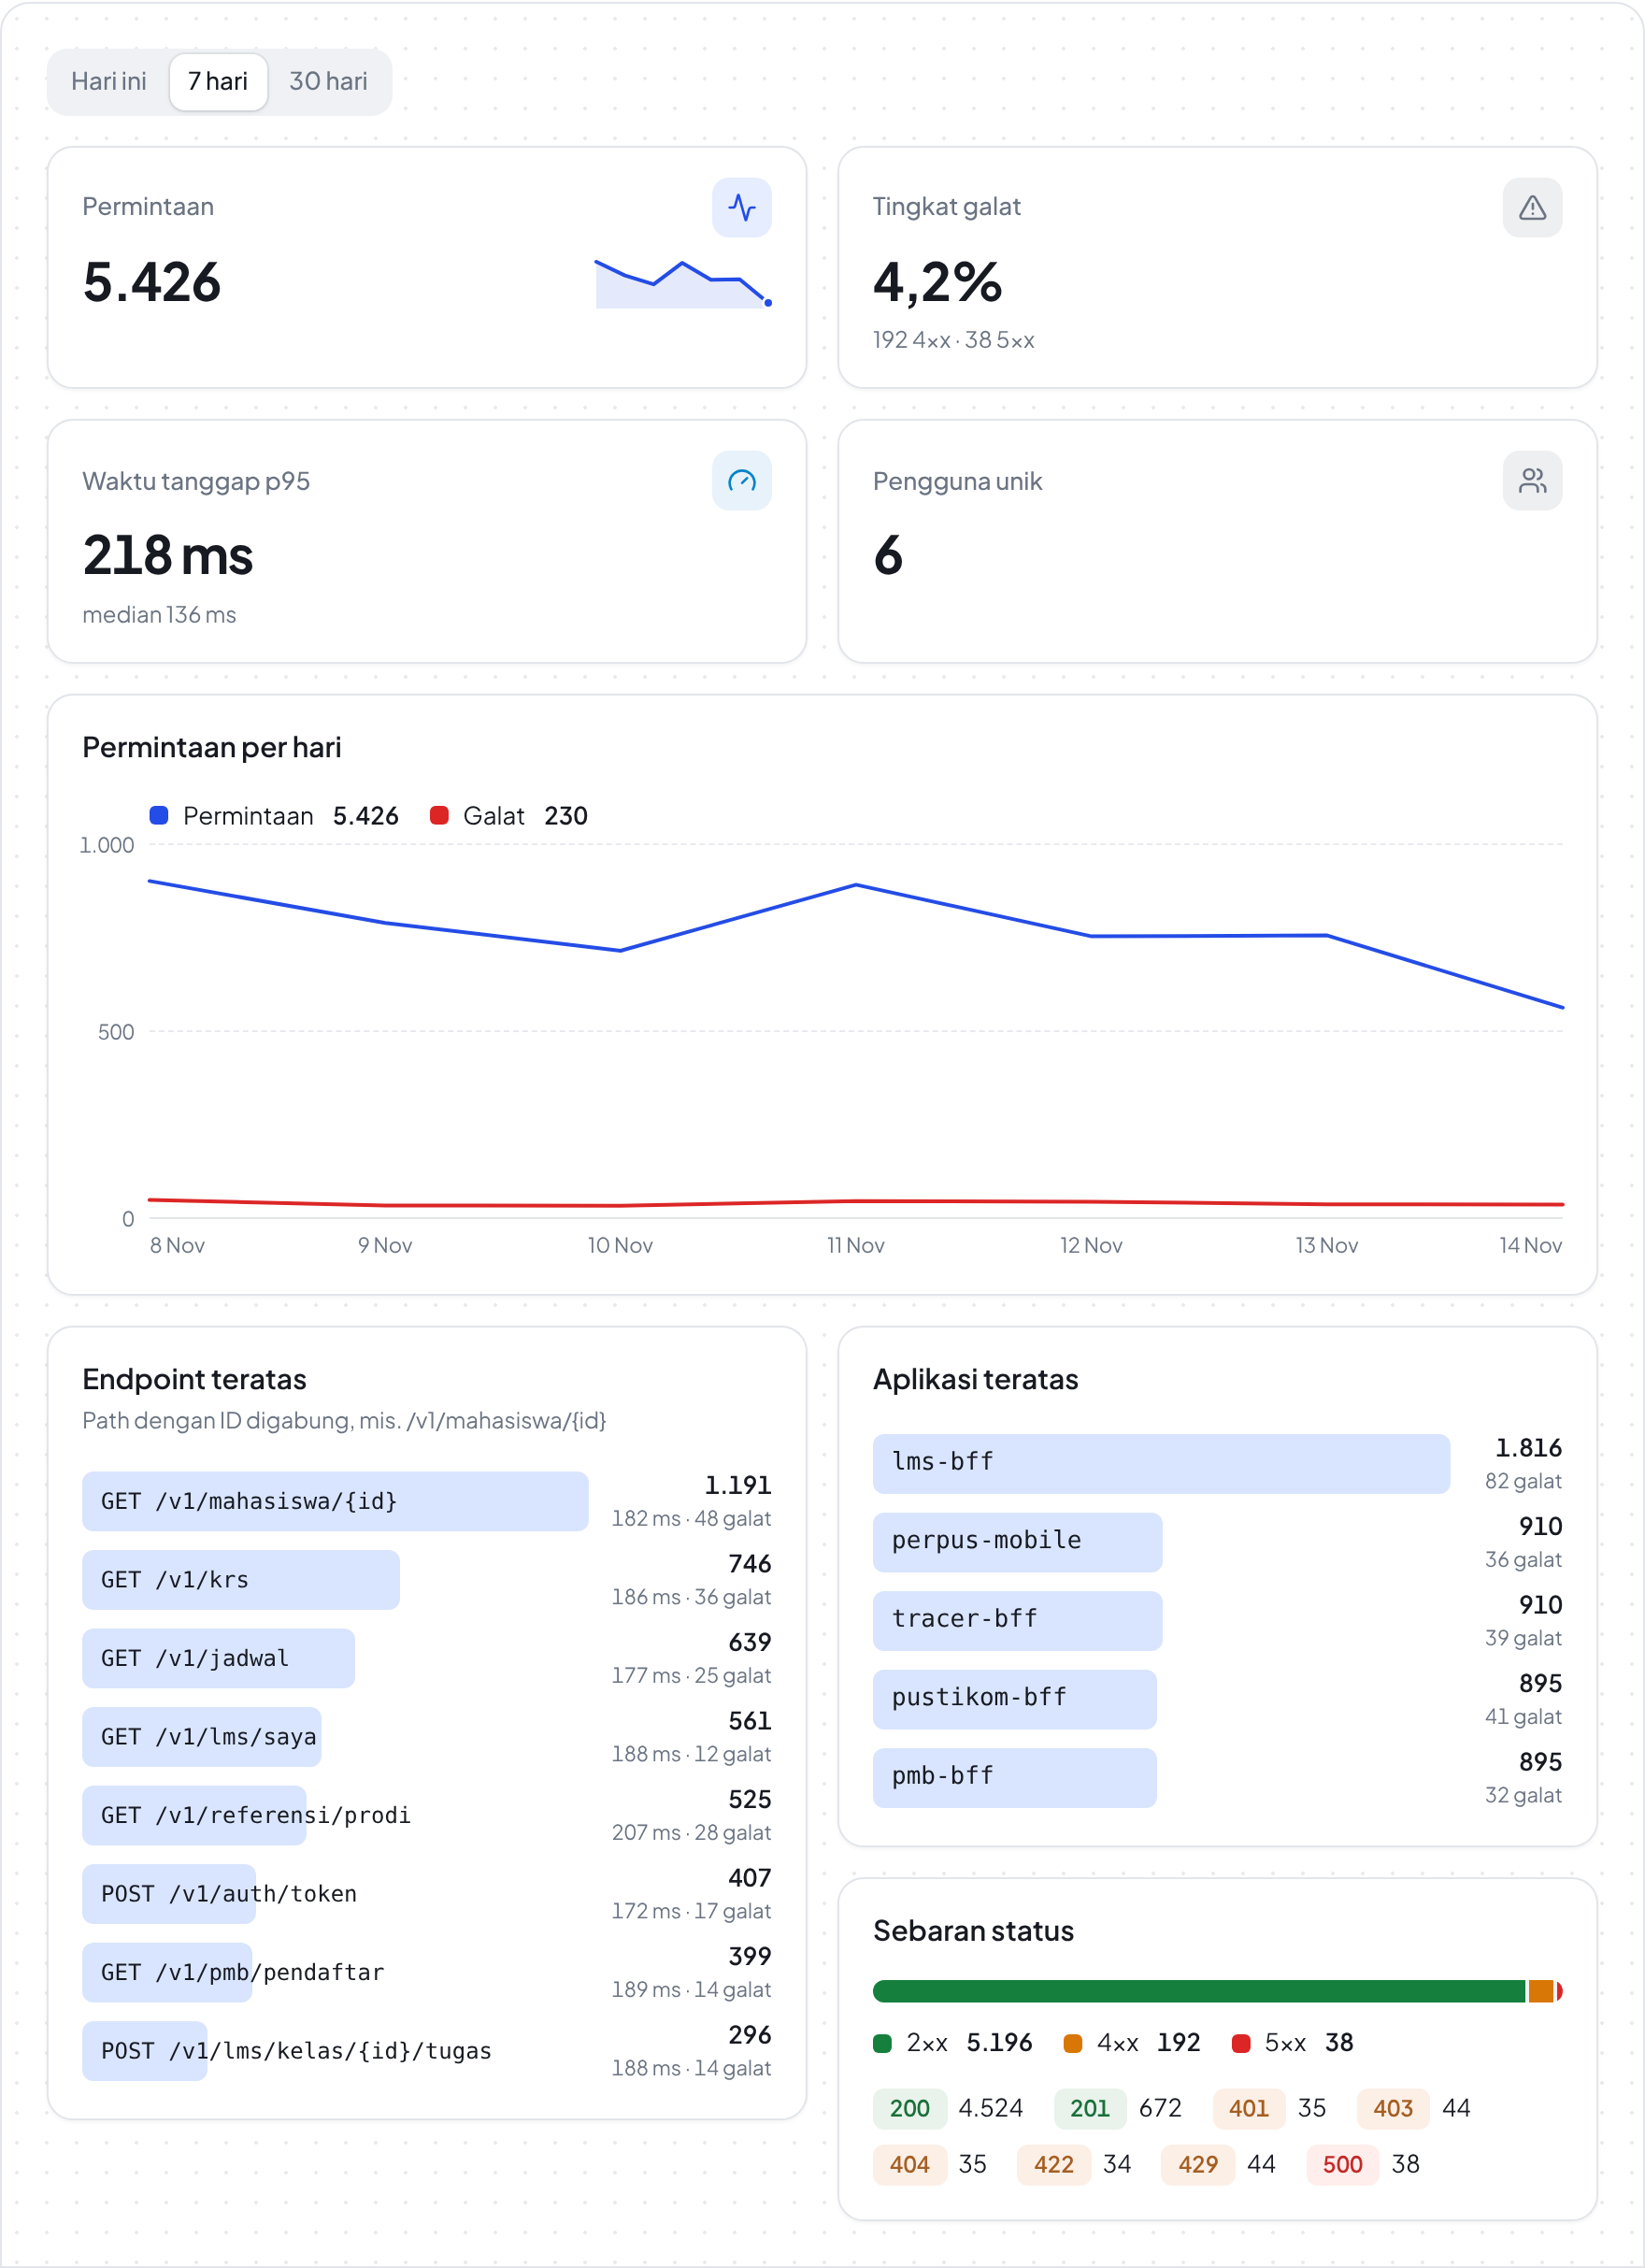 Hari ini 7 hari 30 hari
Permintaan
5.426
Tingkat galat
4,2%
192 4xx · 38 5xx
Waktu tanggap p95
218 ms
median 136 ms
Pengguna unik
6
Permintaan per hari
Permintaan 5.426 Galat 230
1.000
500
0
8 Nov 9 Nov 10 Nov 11 Nov 12 Nov 13 Nov 14 Nov
Endpoint teratas
Path dengan ID digabung, mis. /v1/mahasiswa/{id}
GET /v1/mahasiswa/{id} 1.191
182 ms · 48 galat
GET /v1/krs 746
186 ms · 36 galat
GET /v1/jadwal 639
177 ms · 25 galat
GET /v1/lms/saya 561
188 ms · 12 galat
GET /v1/referensi/prodi 525
207 ms · 28 galat
POST /v1/auth/token 407
172 ms · 17 galat
GET /v1/pmb/pendaftar 399
189 ms · 14 galat
POST /v1/lms/kelas/{id}/tugas 296
188 ms · 14 galat
Aplikasi teratas
lms-bff 1.816
82 galat
perpus-mobile 910
36 galat
tracer-bff 910
39 galat
pustikom-bff 895
41 galat
pmb-bff 895
32 galat
Sebaran status
2xx 5.196 4xx 192 5xx 38
200 4.524 201 672 401 35 403 44
404 35 422 34 429 44 500 38